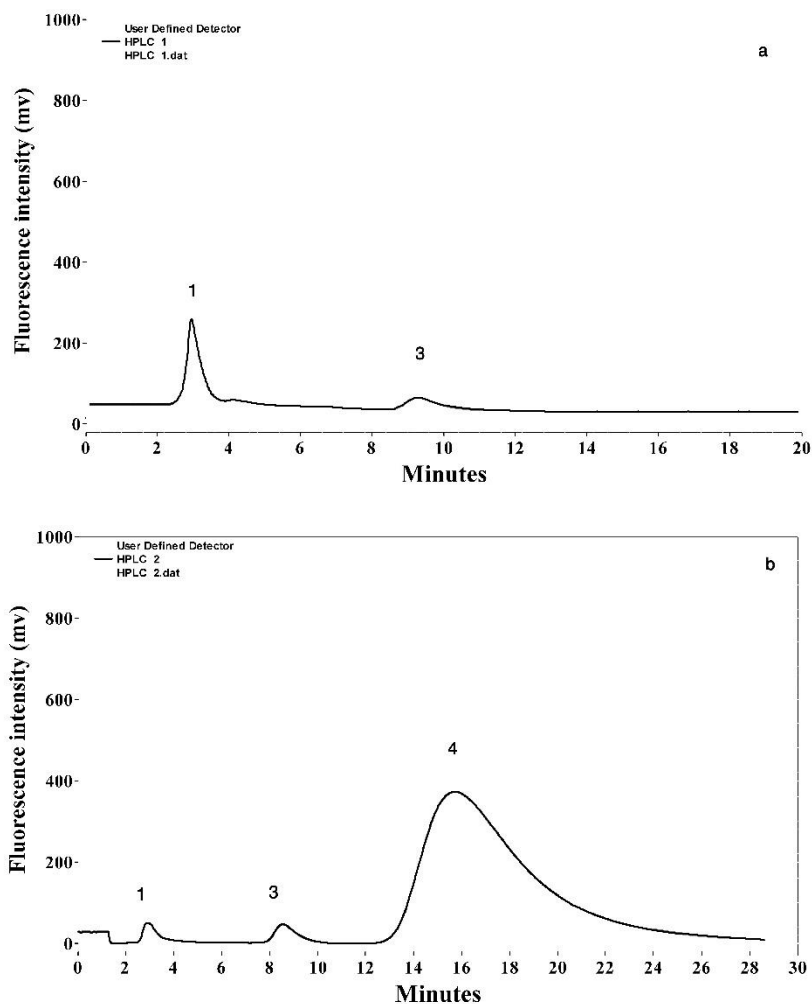 1000
User Defined Detector
HPLC 1
HPLC 1.dat
a
800
600
400
200
0
Fluorescence intensity (mv)
1
3
0 2 4 6 8 10 12 14 16 18 20
Minutes
1000
User Defined Detector
HPLC 2
HPLC 2.dat
b
800
600
400
200
0
Fluorescence intensity (mv)
1
3
4
0 2 4 6 8 10 12 14 16 18 20 22 24 26 28 30
Minutes